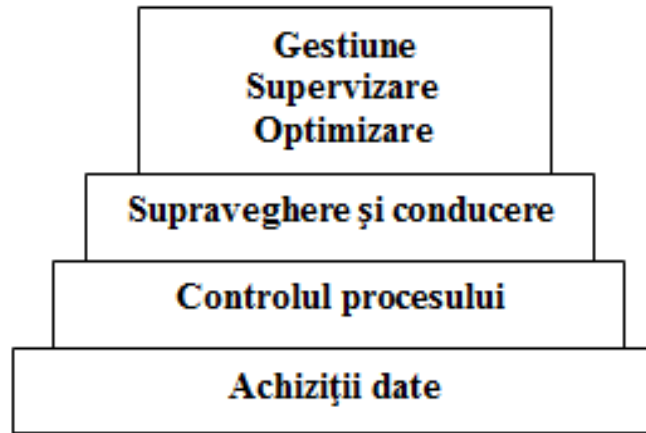 Gestiune
Supervizare
Optimizare
Supraveghere şi conducere
Controlul procesului
Achiziţii date